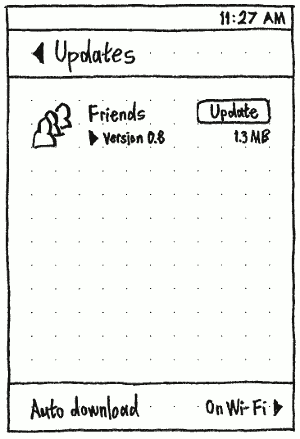 11:27 AM
Updates
Friends
Update
Version 0.8
1.3 MB
Auto download
On Wi-Fi